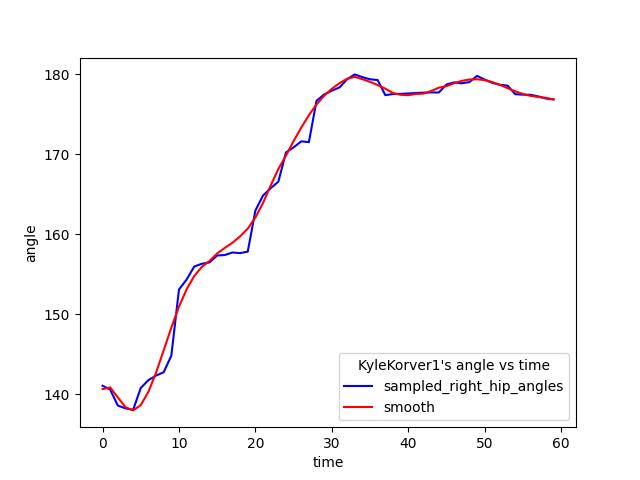 180
170
160
150
140
angle
0 10 20 30 40 50 60
time
KyleKorver1's angle vs time
sampled_right_hip_angles
smooth